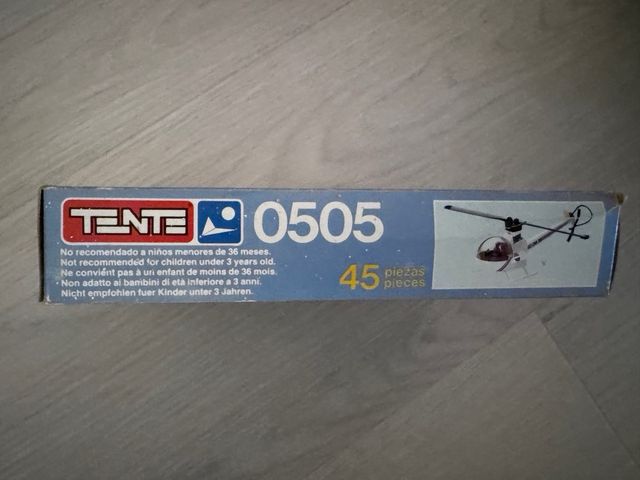 TENTE 0505
No recomendado a niños menores de 36 meses.
Not recommended for children under 3 years old.
Ne convient pas à un enfant de moins de 36 mois.
· Non adatto ai bambini di età inferiore a 3 anni.
Nicht empfohlen fuer Kinder unter 3 Jahren.
45 piezas
pieces